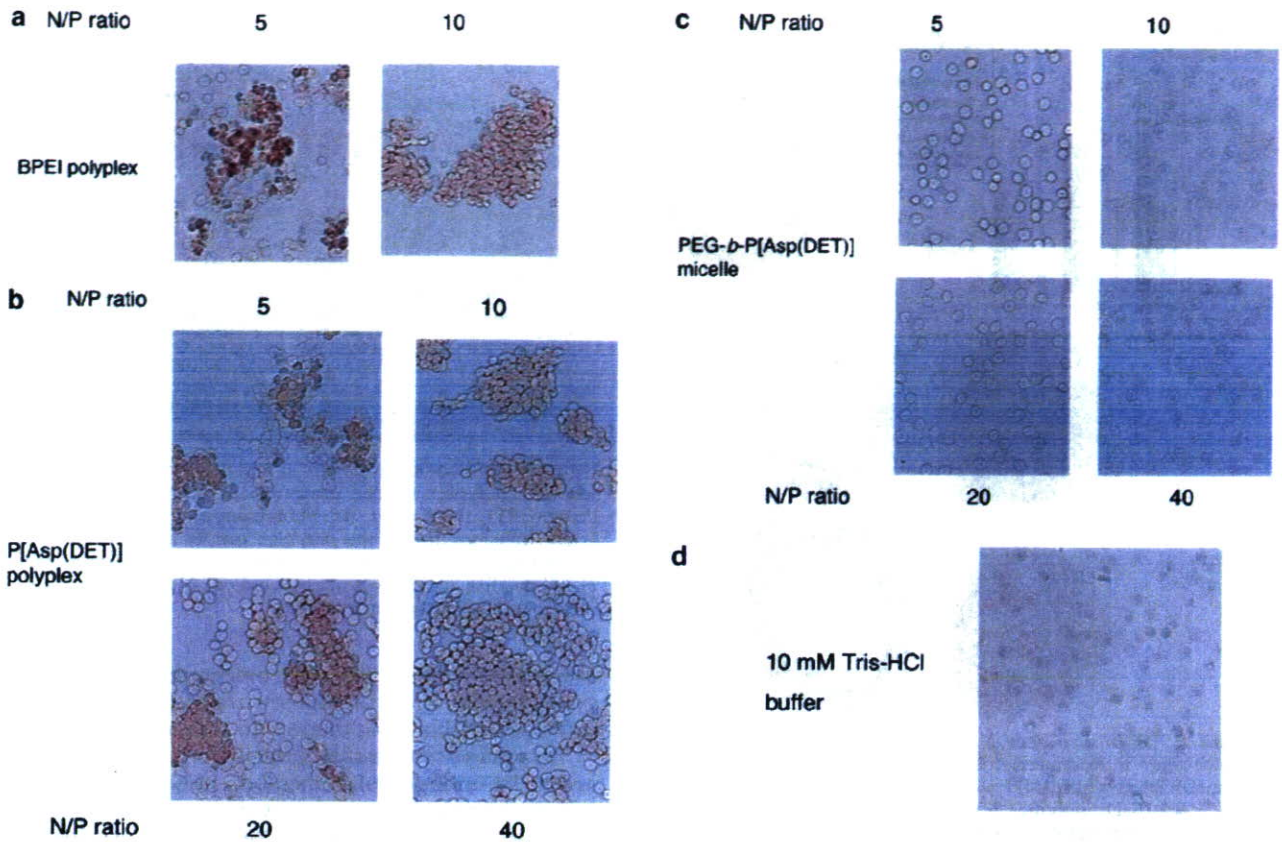 a N/P ratio 5 10
BPEI polyplex
b N/P ratio 5 10
P[Asp(DET)]
polyplex
N/P ratio 20 40
c N/P ratio 5 10
PEG-b-P[Asp(DET)]
micelle
N/P ratio 20 40
d
10 mM Tris-HCl
buffer